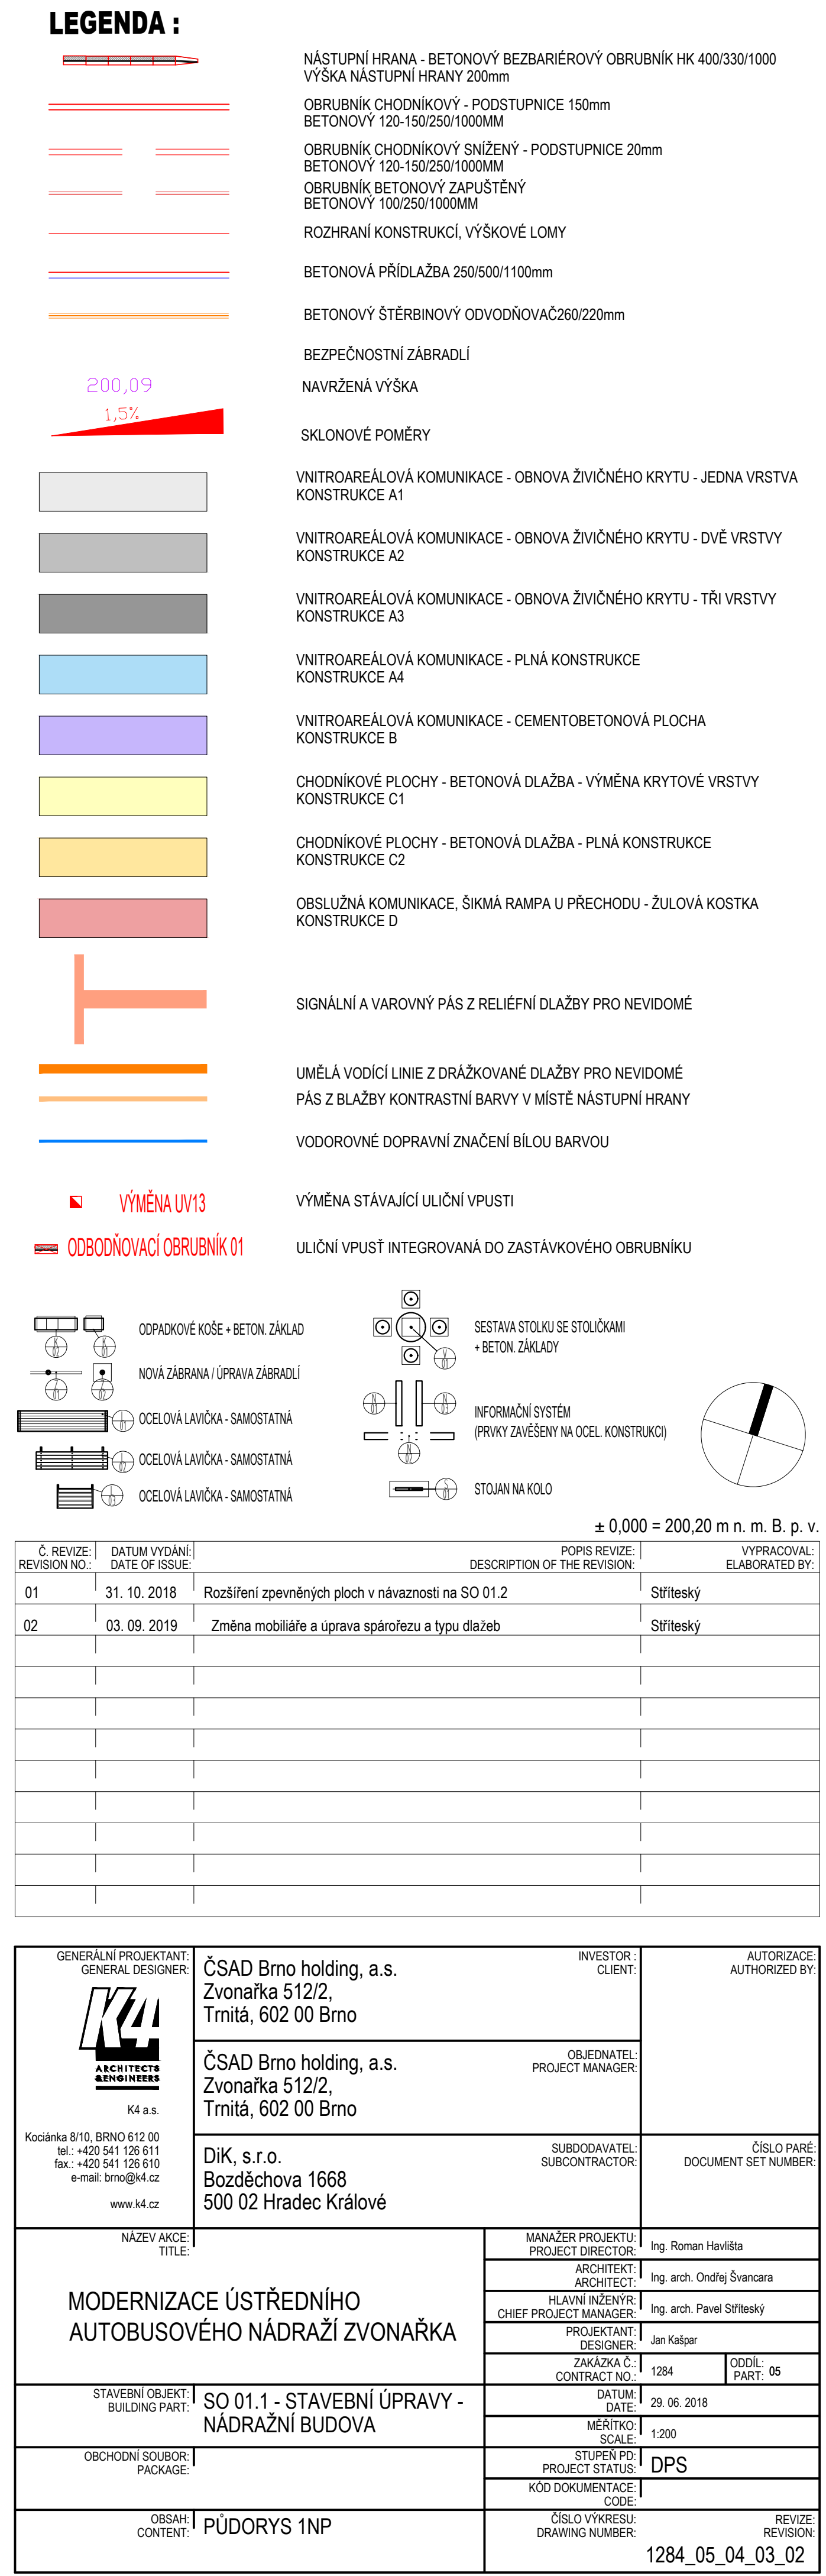 LEGENDA :
NÁSTUPNÍ HRANA - BETONOVÝ BEZBARIÉROVÝ OBRUBNÍK HK 400/330/1000
VÝŠKA NÁSTUPNÍ HRANY 200mm
OBRUBNÍK CHODNÍKOVÝ - PODSTUPNICE 150mm
BETONOVÝ 120-150/250/1000MM
OBRUBNÍK CHODNÍKOVÝ SNÍŽENÝ - PODSTUPNICE 20mm
BETONOVÝ 120-150/250/1000MM
OBRUBNÍK BETONOVÝ ZAPUŠTĚNÝ
BETONOVÝ 100/250/1000MM
ROZHRANÍ KONSTRUKCÍ, VÝŠKOVÉ LOMY
BETONOVÁ PŘÍDLAŽBA 250/500/1100mm
BETONOVÝ ŠTĚRBINOVÝ ODVODŇOVAČ260/220mm
BEZPEČNOSTNÍ ZÁBRADLÍ
200,09
NAVRŽENÁ VÝŠKA
1,5%
SKLONOVÉ POMĚRY
VNITROAREÁLOVÁ KOMUNIKACE - OBNOVA ŽIVIČNÉHO KRYTU - JEDNA VRSTVA
KONSTRUKCE A1
VNITROAREÁLOVÁ KOMUNIKACE - OBNOVA ŽIVIČNÉHO KRYTU - DVĚ VRSTVY
KONSTRUKCE A2
VNITROAREÁLOVÁ KOMUNIKACE - OBNOVA ŽIVIČNÉHO KRYTU - TŘI VRSTVY
KONSTRUKCE A3
VNITROAREÁLOVÁ KOMUNIKACE - PLNÁ KONSTRUKCE
KONSTRUKCE A4
VNITROAREÁLOVÁ KOMUNIKACE - CEMENTOBETONOVÁ PLOCHA
KONSTRUKCE B
CHODNÍKOVÉ PLOCHY - BETONOVÁ DLAŽBA - VÝMĚNA KRYTOVÉ VRSTVY
KONSTRUKCE C1
CHODNÍKOVÉ PLOCHY - BETONOVÁ DLAŽBA - PLNÁ KONSTRUKCE
KONSTRUKCE C2
OBSLUŽNÁ KOMUNIKACE, ŠIKMÁ RAMPA U PŘECHODU - ŽULOVÁ KOSTKA
KONSTRUKCE D
SIGNÁLNÍ A VAROVNÝ PÁS Z RELIÉFNÍ DLAŽBY PRO NEVIDOMÉ
UMĚLÁ VODÍCÍ LINIE Z DRÁŽKOVANÉ DLAŽBY PRO NEVIDOMÉ
PÁS Z BLAŽBY KONTRASTNÍ BARVY V MÍSTĚ NÁSTUPNÍ HRANY
VODOROVNÉ DOPRAVNÍ ZNAČENÍ BÍLOU BARVOU
VÝMĚNA UV13 VÝMĚNA STÁVAJÍCÍ ULIČNÍ VPUSTI
ODBODŇOVACÍ OBRUBNÍK 01 ULIČNÍ VPUSŤ INTEGROVANÁ DO ZASTÁVKOVÉHO OBRUBNÍKU
ODPADKOVÉ KOŠE + BETON. ZÁKLAD
NOVÁ ZÁBRANA / ÚPRAVA ZÁBRADLÍ
OCELOVÁ LAVIČKA - SAMOSTATNÁ
OCELOVÁ LAVIČKA - SAMOSTATNÁ
OCELOVÁ LAVIČKA - SAMOSTATNÁ
SESTAVA STOLKU SE STOLIČKAMI
+ BETON. ZÁKLADY
INFORMAČNÍ SYSTÉM
(PRVKY ZAVĚŠENY NA OCEL. KONSTRUKCI)
STOJAN NA KOLO
± 0,000 = 200,20 m n. m. B. p. v.
Č. REVIZE: DATUM VYDÁNÍ: POPIS REVIZE: VYPRACOVAL:
REVISION NO.: DATE OF ISSUE: DESCRIPTION OF THE REVISION: ELABORATED BY:
01 31. 10. 2018 Rozšíření zpevněných ploch v návaznosti na SO 01.2 Stříteský
02 03. 09. 2019 Změna mobiliáře a úprava spárořezu a typu dlažeb Stříteský
GENERÁLNÍ PROJEKTANT:
GENERAL DESIGNER:
K4
ARCHITECTS
&ENGINEERS
K4 a.s.
Kociánka 8/10, BRNO 612 00
tel.: +420 541 126 611
fax.: +420 541 126 610
e-mail: brno@k4.cz
www.k4.cz
ČSAD Brno holding, a.s.
Zvonařka 512/2,
Trnitá, 602 00 Brno
INVESTOR :
CLIENT:
ČSAD Brno holding, a.s.
Zvonařka 512/2,
Trnitá, 602 00 Brno
OBJEDNATEL:
PROJECT MANAGER:
DiK, s.r.o.
Bozděchova 1668
500 02 Hradec Králové
SUBDODAVATEL:
SUBCONTRACTOR:
AUTORIZACE:
AUTHORIZED BY:
ČÍSLO PARÉ:
DOCUMENT SET NUMBER:
NÁZEV AKCE:
TITLE:
MODERNIZACE ÚSTŘEDNÍHO
AUTOBUSOVÉHO NÁDRAŽÍ ZVONAŘKA
MANAŽER PROJEKTU:
PROJECT DIRECTOR: Ing. Roman Havlišta
ARCHITEKT:
ARCHITECT: Ing. arch. Ondřej Švancara
HLAVNÍ INŽENÝR:
CHIEF PROJECT MANAGER: Ing. arch. Pavel Stříteský
PROJEKTANT:
DESIGNER: Jan Kašpar
ZAKÁZKA Č.:
CONTRACT NO.: 1284
ODDÍL:
PART: 05
STAVEBNÍ OBJEKT:
BUILDING PART:
SO 01.1 - STAVEBNÍ ÚPRAVY -
NÁDRAŽNÍ BUDOVA
DATUM:
DATE: 29. 06. 2018
MĚŘÍTKO:
SCALE: 1:200
OBCHODNÍ SOUBOR:
PACKAGE:
STUPEŇ PD:
PROJECT STATUS: DPS
KÓD DOKUMENTACE:
CODE:
OBSAH:
CONTENT: PŮDORYS 1NP
ČÍSLO VÝKRESU:
DRAWING NUMBER:
REVIZE:
REVISION:
1284_05_04_03_02